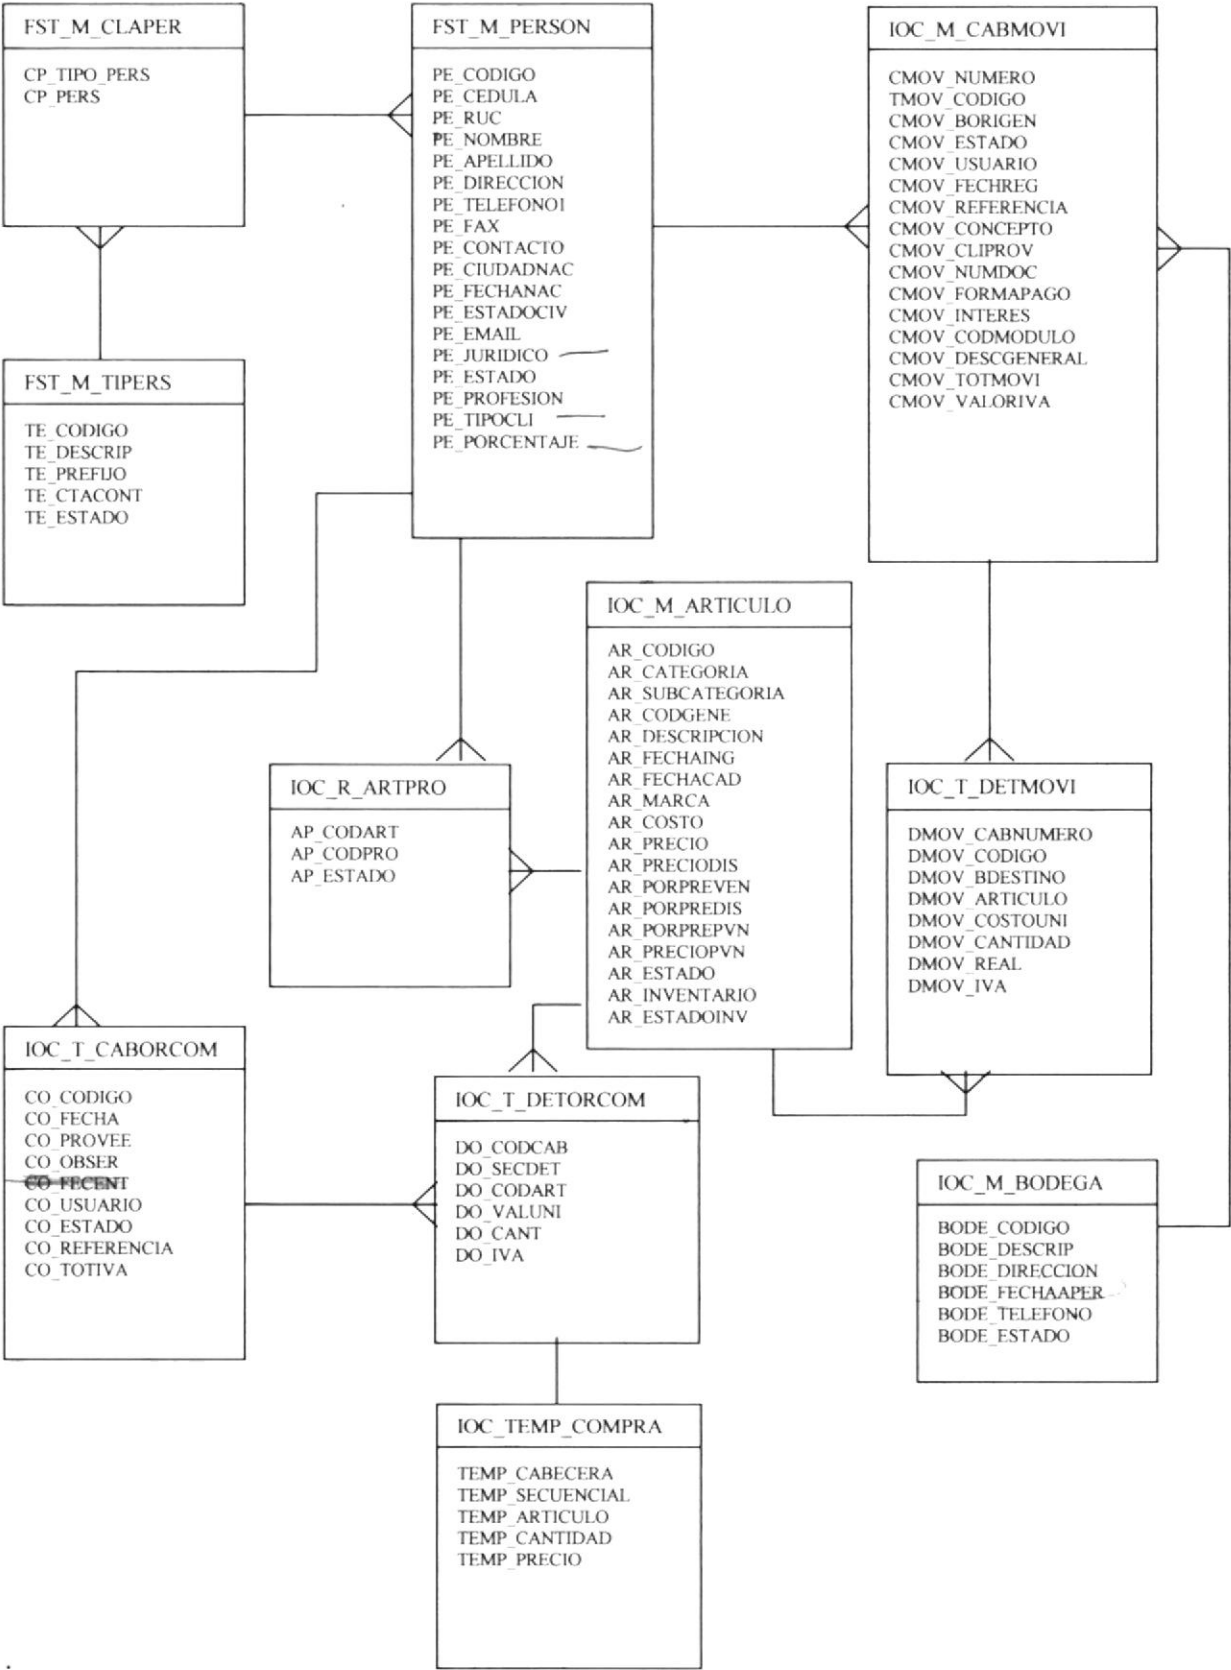 FST_M_CLAPER
CP_TIPO_PERS
CP_PERS
FST_M_PERSON
PE_CODIGO
PE_CEDULA
PE_RUC
PE_NOMBRE
PE_APELLIDO
PE_DIRECCION
PE_TELEFONO1
PE_FAX
PE_CONTACTO
PE_CIUDADNAC
PE_FECHANAC
PE_ESTADOCIV
PE_EMAIL
PE_JURIDICO
PE_ESTADO
PE_PROFESION
PE_TIPOCLI
PE_PORCENTAJE
IOC_M_CABMOVI
CMOV_NUMERO
TMOV_CODIGO
CMOV_BORIGEN
CMOV_ESTADO
CMOV_USUARIO
CMOV_FECHREG
CMOV_REFERENCIA
CMOV_CONCEPTO
CMOV_CLIPROV
CMOV_NUMDOC
CMOV_FORMAPAGO
CMOV_INTERES
CMOV_CODMODULO
CMOV_DESCGENERAL
CMOV_TOTMOVI
CMOV_VALORIVA
FST_M_TIPERS
TE_CODIGO
TE_DESCRIP
TE_PREFIJO
TE_CTACONT
TE_ESTADO
IOC_M_ARTICULO
AR_CODIGO
AR_CATEGORIA
AR_SUBCATEGORIA
AR_CODGENE
AR_DESCRIPCION
AR_FECHAING
AR_FECHACAD
AR_MARCA
AR_COSTO
AR_PRECIO
AR_PRECIODIS
AR_PORPREVEN
AR_PORPREDIS
AR_PORPREPVN
AR_PRECIOPVN
AR_ESTADO
AR_INVENTARIO
AR_ESTADOINV
IOC_R_ARTPRO
AP_CODART
AP_CODPRO
AP_ESTADO
IOC_T_DETMOVI
DMOV_CABNUMERO
DMOV_CODIGO
DMOV_BDESTINO
DMOV_ARTICULO
DMOV_COSTOUNI
DMOV_CANTIDAD
DMOV_REAL
DMOV_IVA
IOC_T_CABORCOM
CO_CODIGO
CO_FECHA
CO_PROVEE
CO_OBSER
CO_FECENT
CO_USUARIO
CO_ESTADO
CO_REFERENCIA
CO_TOTIVA
IOC_T_DETORCOM
DO_CODCAB
DO_SECDET
DO_CODART
DO_VALUNI
DO_CANT
DO_IVA
IOC_M_BODEGA
BODE_CODIGO
BODE_DESCRIP
BODE_DIRECCION
BODE_FECHAAPER
BODE_TELEFONO
BODE_ESTADO
IOC_TEMP_COMPRA
TEMP_CABECERA
TEMP_SECUENCIAL
TEMP_ARTICULO
TEMP_CANTIDAD
TEMP_PRECIO